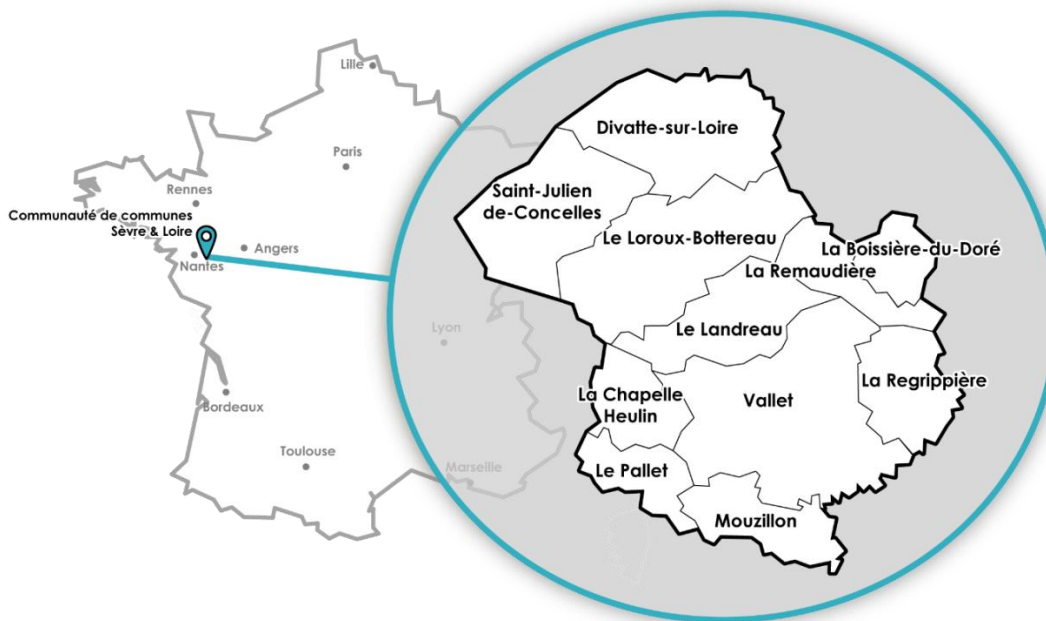 Lille
Paris
Rennes
Communauté de communes
Sèvre & Loire
Angers
Nantes
Lyon
Bordeaux
Toulouse
Marseille
Divatte-sur-Loire
Saint-Julien
de-Concelles
Le Loroux-Bottereau
La Boissière-du-Doré
La Remaudière
Le Landreau
La Regrippière
La Chapelle
Heulin
Vallet
Le Pallet
Mouzillon